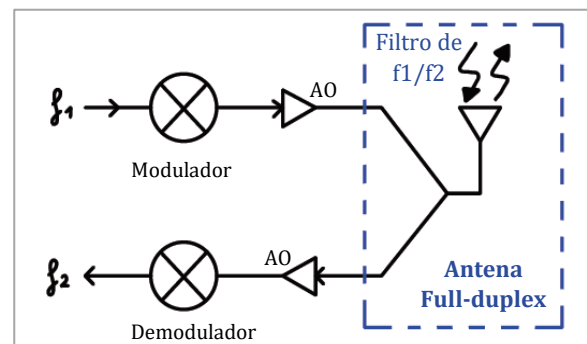 Filtro de
f1/f2
f1
AO
Modulador
AO
f2
Antena
Full-duplex
Demodulador